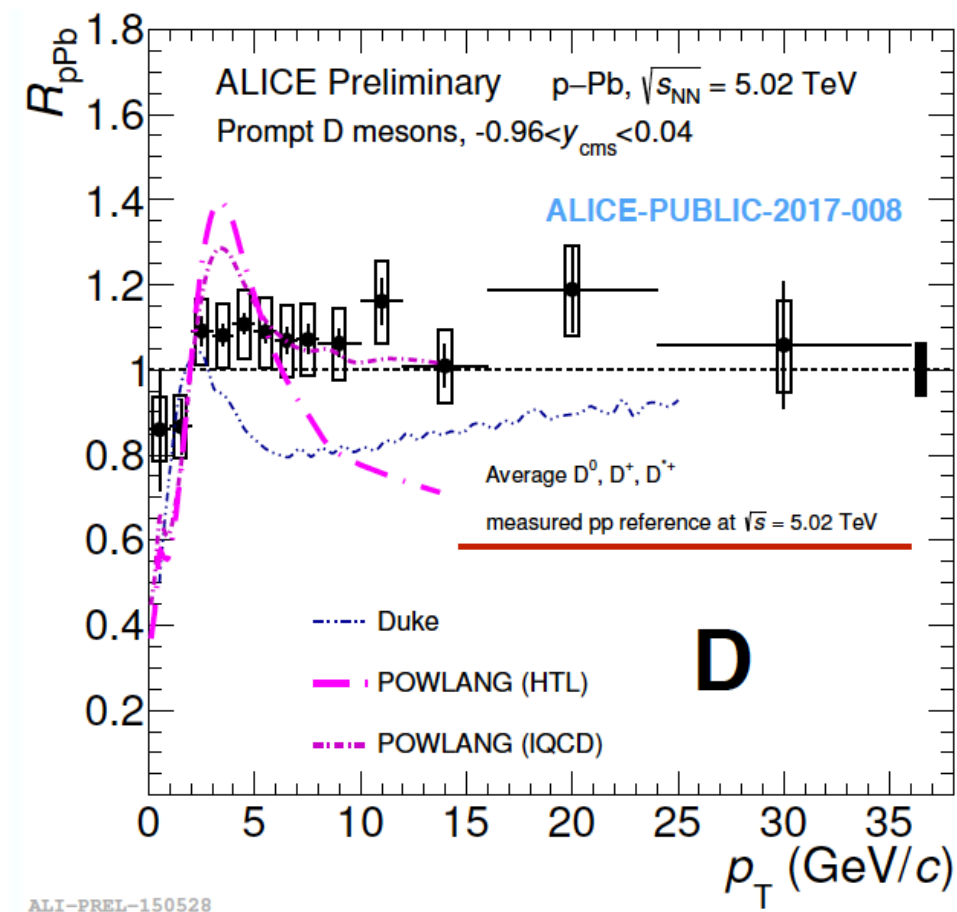 R_pPb
1.8
1.6
1.4
1.2
1
0.8
0.6
0.4
0.2
ALICE Preliminary p–Pb, √s_NN = 5.02 TeV
Prompt D mesons, -0.96<y_cms<0.04
ALICE-PUBLIC-2017-008
Average D⁰, D⁺, D*⁺
measured pp reference at √s = 5.02 TeV
Duke
POWLANG (HTL)
POWLANG (lQCD)
D
0 5 10 15 20 25 30 35
p_T (GeV/c)
ALI-PREL-150528